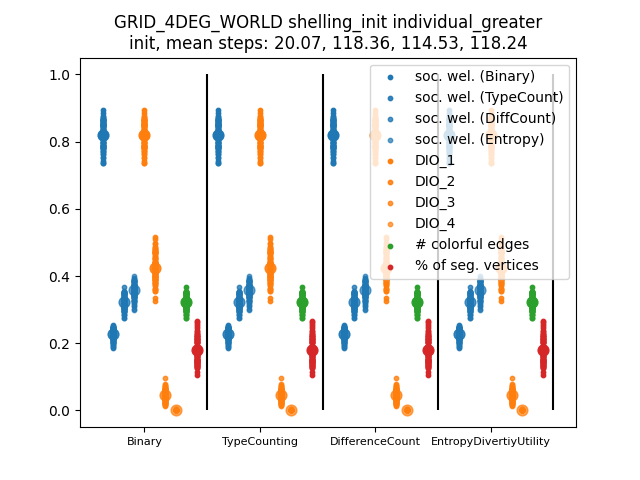 GRID_4DEG_WORLD shelling_init individual_greater
init, mean steps: 20.07, 118.36, 114.53, 118.24
1.0
0.8
0.6
0.4
0.2
0.0
soc. wel. (Binary)
soc. wel. (TypeCount)
soc. wel. (DiffCount)
soc. wel. (Entropy)
DIO_1
DIO_2
DIO_3
DIO_4
# colorful edges
% of seg. vertices
Binary
TypeCounting
DifferenceCount
EntropyDivertiyUtility